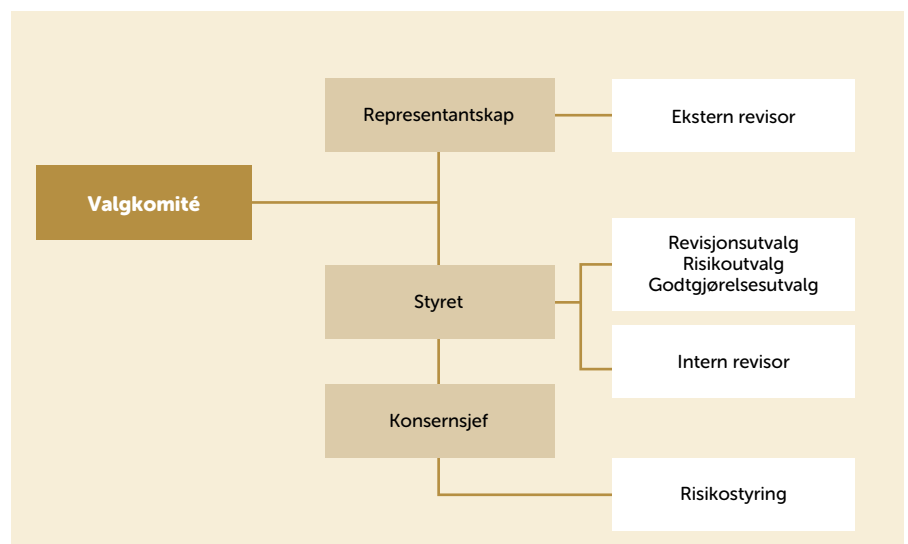 Representantskap
Ekstern revisor
Valgkomité
Revisjonsutvalg
Risikoutvalg
Godtgjørelsesutvalg
Styret
Intern revisor
Konsernsjef
Risikostyring